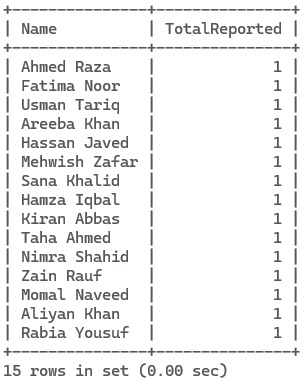 +---------------+---------------+
| Name          | TotalReported |
+---------------+---------------+
| Ahmed Raza    |             1 |
| Fatima Noor   |             1 |
| Usman Tariq   |             1 |
| Areeba Khan   |             1 |
| Hassan Javed  |             1 |
| Mehwish Zafar |             1 |
| Sana Khalid   |             1 |
| Hamza Iqbal   |             1 |
| Kiran Abbas   |             1 |
| Taha Ahmed    |             1 |
| Nimra Shahid  |             1 |
| Zain Rauf     |             1 |
| Momal Naveed  |             1 |
| Aliyan Khan   |             1 |
| Rabia Yousuf  |             1 |
+---------------+---------------+
15 rows in set (0.00 sec)